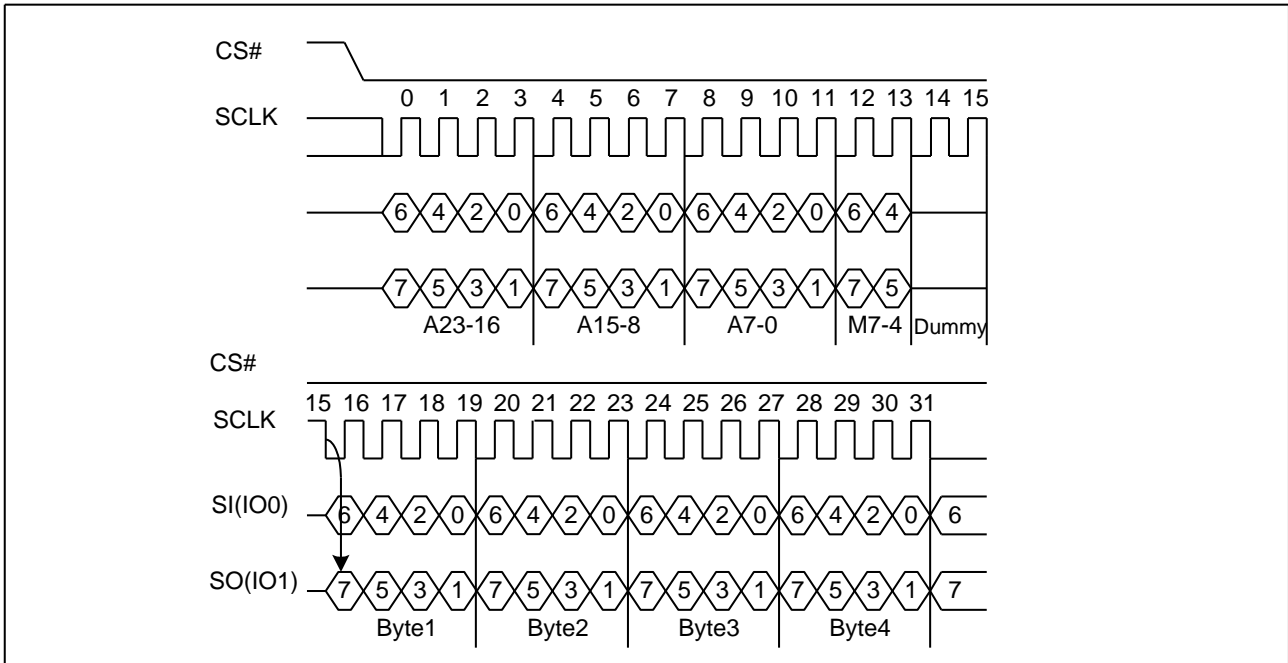 CS#
0 1 2 3 4 5 6 7 8 9 10 11 12 13 14 15
SCLK
6 4 2 0 6 4 2 0 6 4 2 0 6 4
7 5 3 1 7 5 3 1 7 5 3 1 7 5
A23-16 A15-8 A7-0 M7-4 Dummy
CS#
15 16 17 18 19 20 21 22 23 24 25 26 27 28 29 30 31
SCLK
SI(IO0) 6 4 2 0 6 4 2 0 6 4 2 0 6 4 2 0 6
SO(IO1) 7 5 3 1 7 5 3 1 7 5 3 1 7 5 3 1 7
Byte1 Byte2 Byte3 Byte4